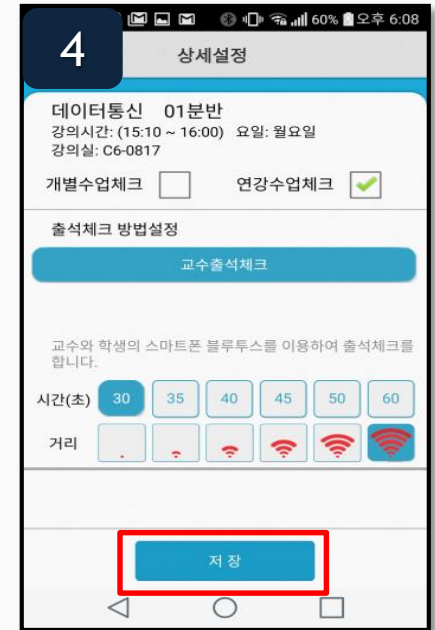 4
60% 오후 6:08
상세설정
데이터통신 01분반
강의시간: (15:10 ~ 16:00) 요일: 월요일
강의실: C6-0817
개별수업체크 연강수업체크
출석체크 방법설정
교수출석체크
교수와 학생의 스마트폰 블루투스를 이용하여 출석체크를
합니다.
시간(초) 30 35 40 45 50 60
거리
저 장